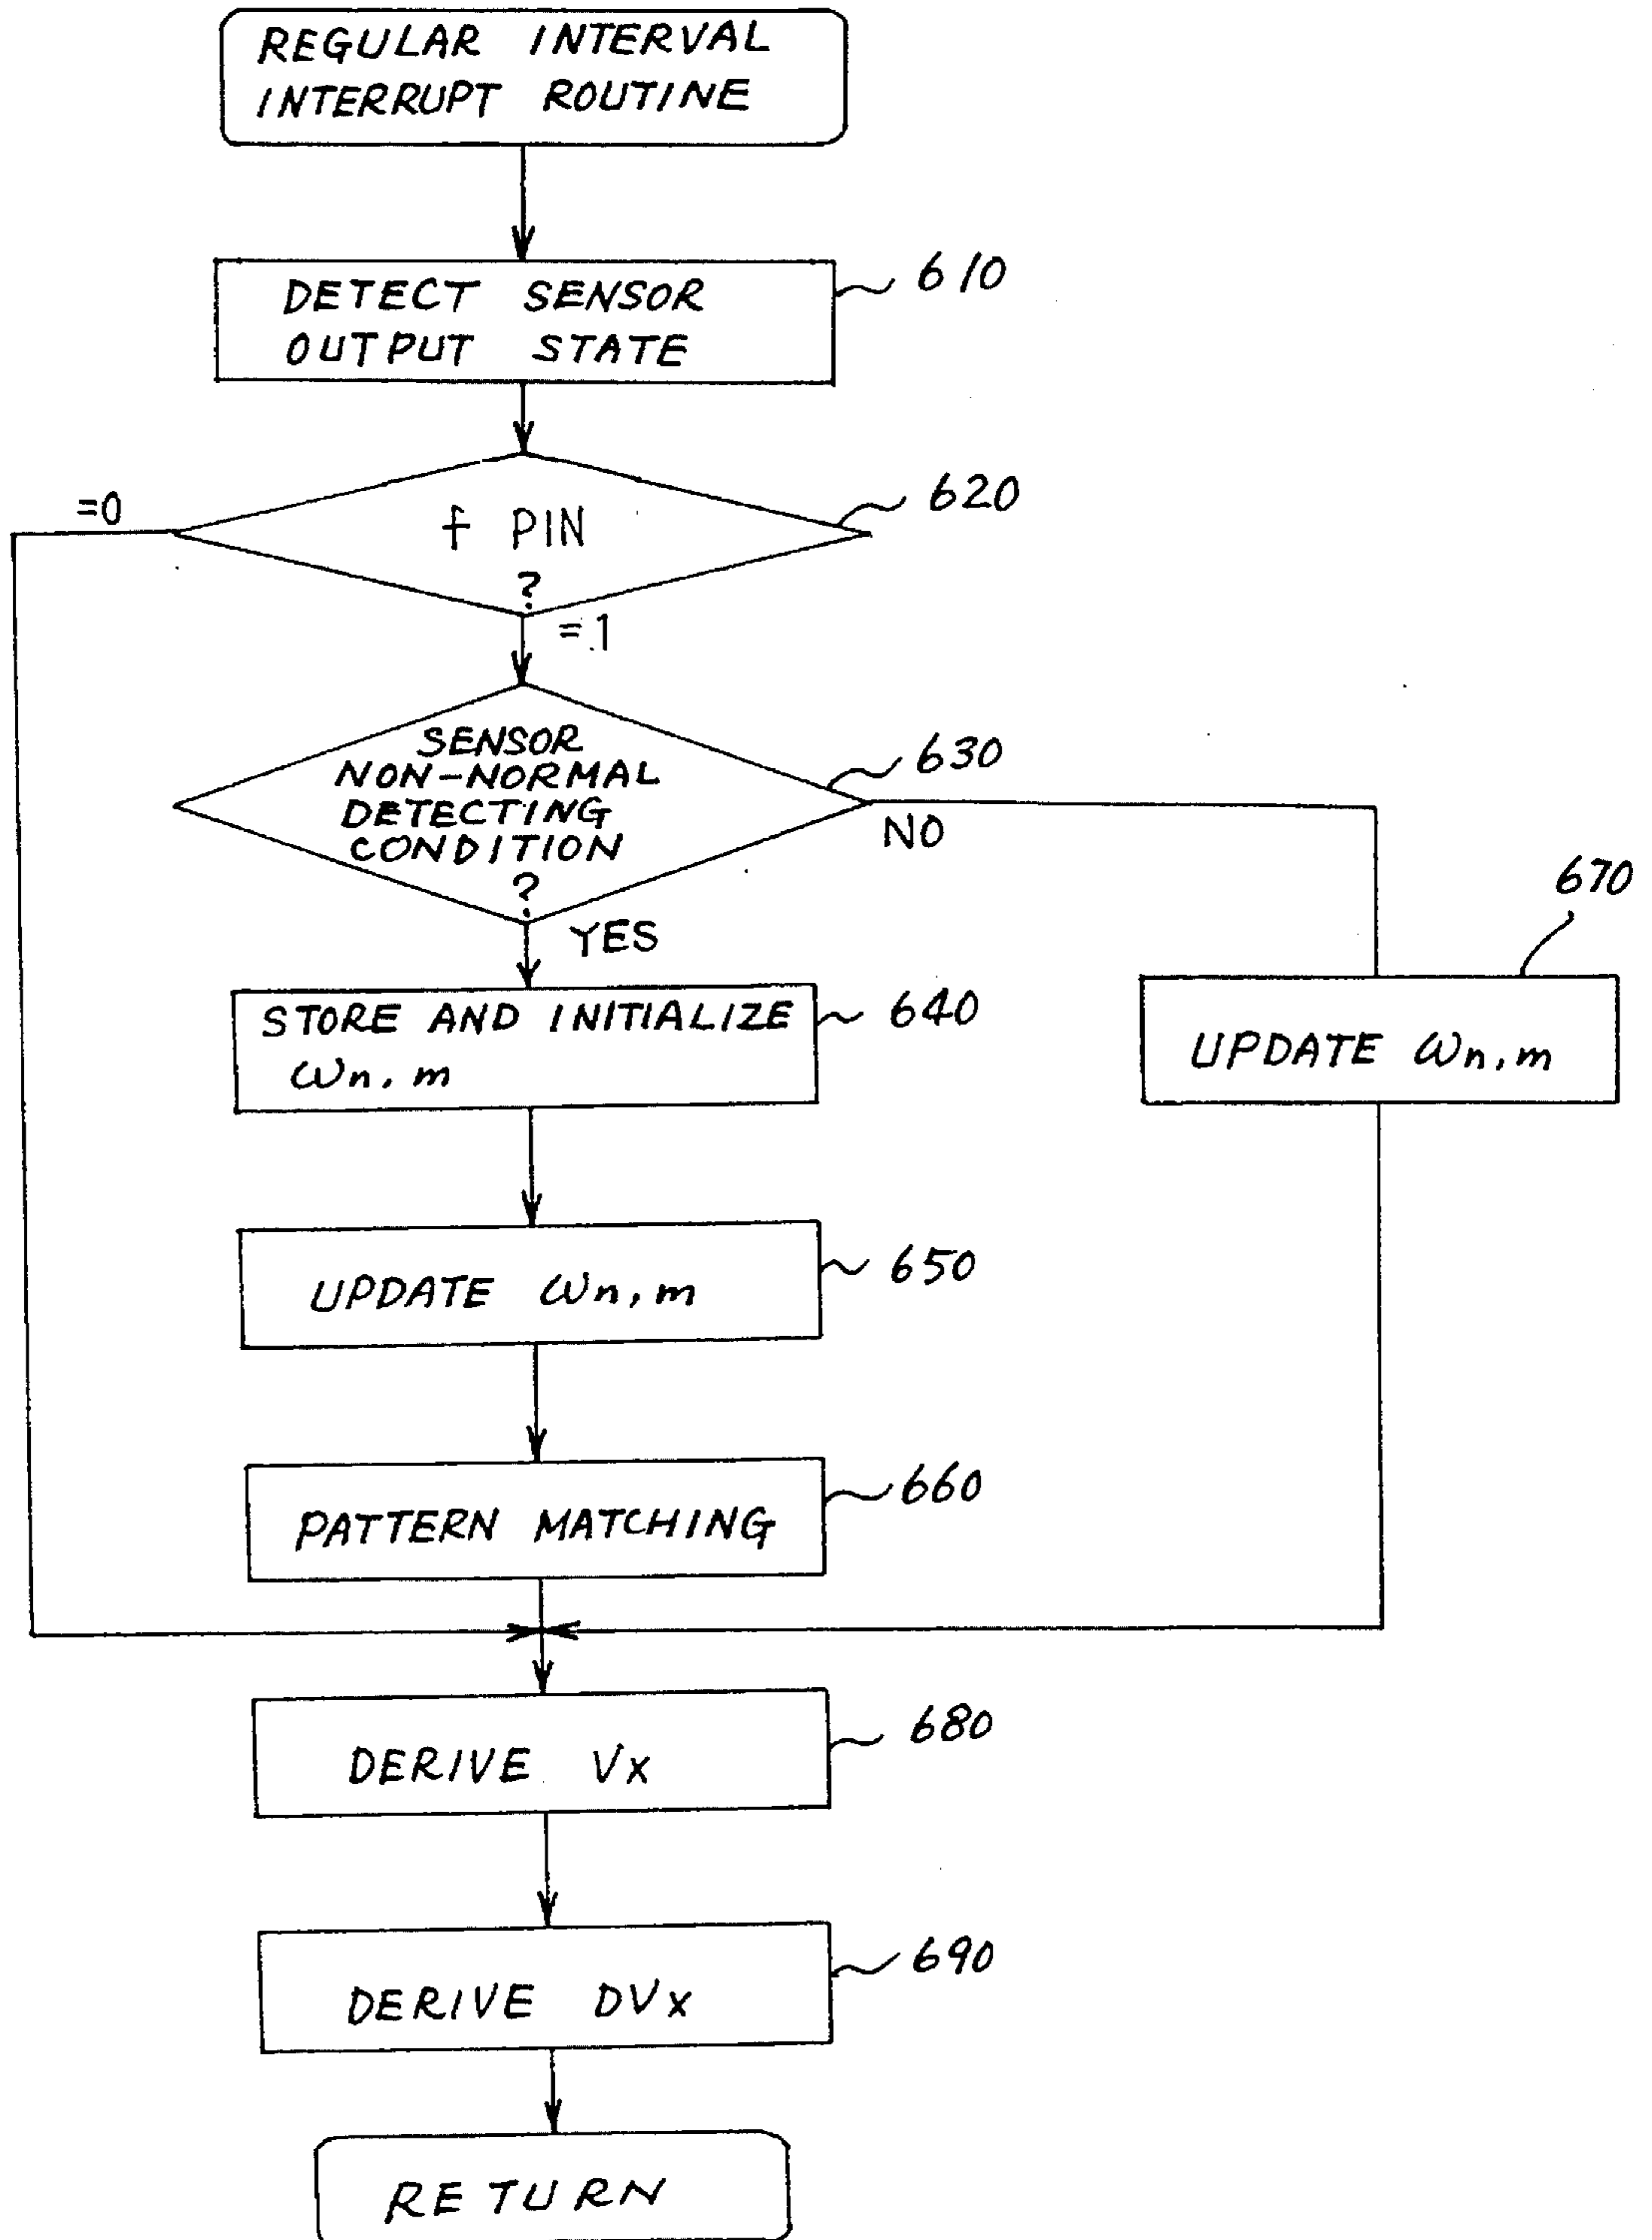 REGULAR INTERVAL
INTERRUPT ROUTINE
DETECT SENSOR
OUTPUT STATE
610
=0
f PIN
?
620
=1
SENSOR
NON-NORMAL
DETECTING
CONDITION
?
630
NO
YES
670
STORE AND INITIALIZE
ωn,m
640
UPDATE ωn,m
UPDATE ωn,m
650
PATTERN MATCHING
660
DERIVE Vx
680
DERIVE DVx
690
RETURN